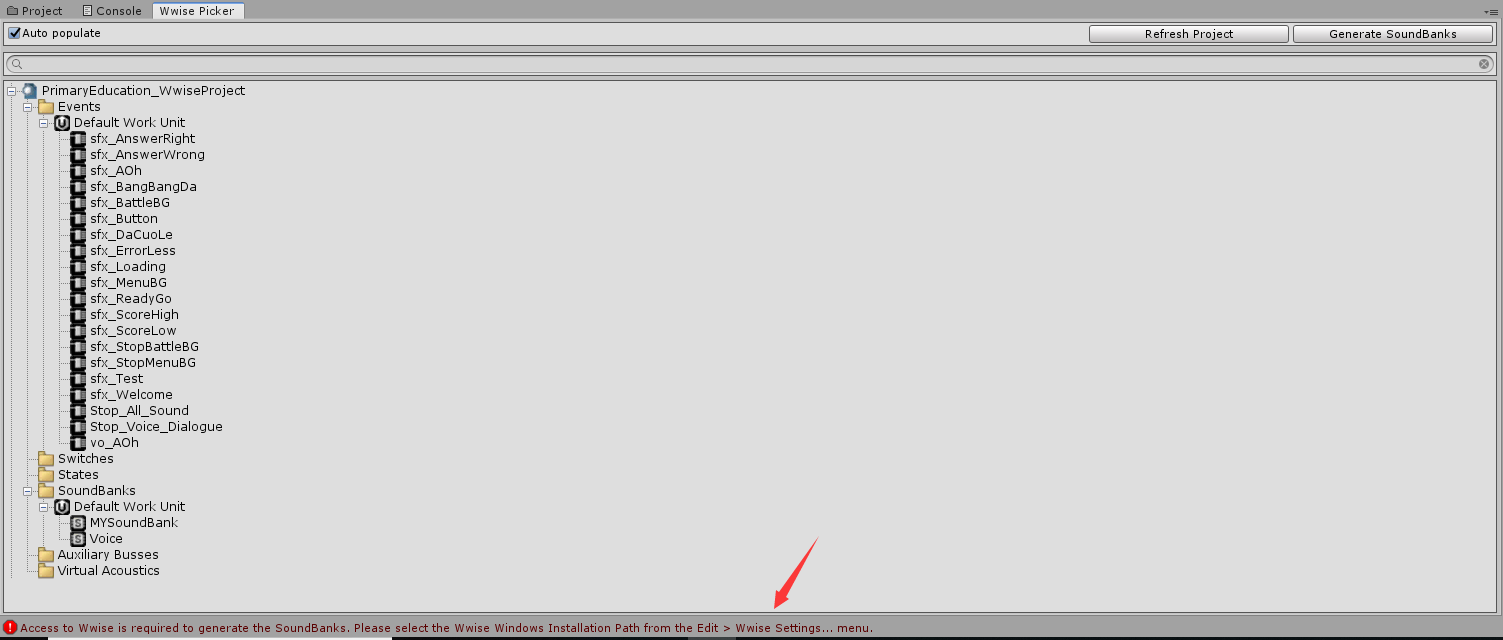 Project Console Wwise Picker
Auto populate Refresh Project Generate SoundBanks
PrimaryEducation_WwiseProject
Events
Default Work Unit
sfx_AnswerRight
sfx_AnswerWrong
sfx_AOh
sfx_BangBangDa
sfx_BattleBG
sfx_Button
sfx_DaCuoLe
sfx_ErrorLess
sfx_Loading
sfx_MenuBG
sfx_ReadyGo
sfx_ScoreHigh
sfx_ScoreLow
sfx_StopBattleBG
sfx_StopMenuBG
sfx_Test
sfx_Welcome
Stop_All_Sound
Stop_Voice_Dialogue
vo_AOh
Switches
States
SoundBanks
Default Work Unit
MYSoundBank
Voice
Auxiliary Busses
Virtual Acoustics
Access to Wwise is required to generate the SoundBanks. Please select the Wwise Windows Installation Path from the Edit > Wwise Settings... menu.